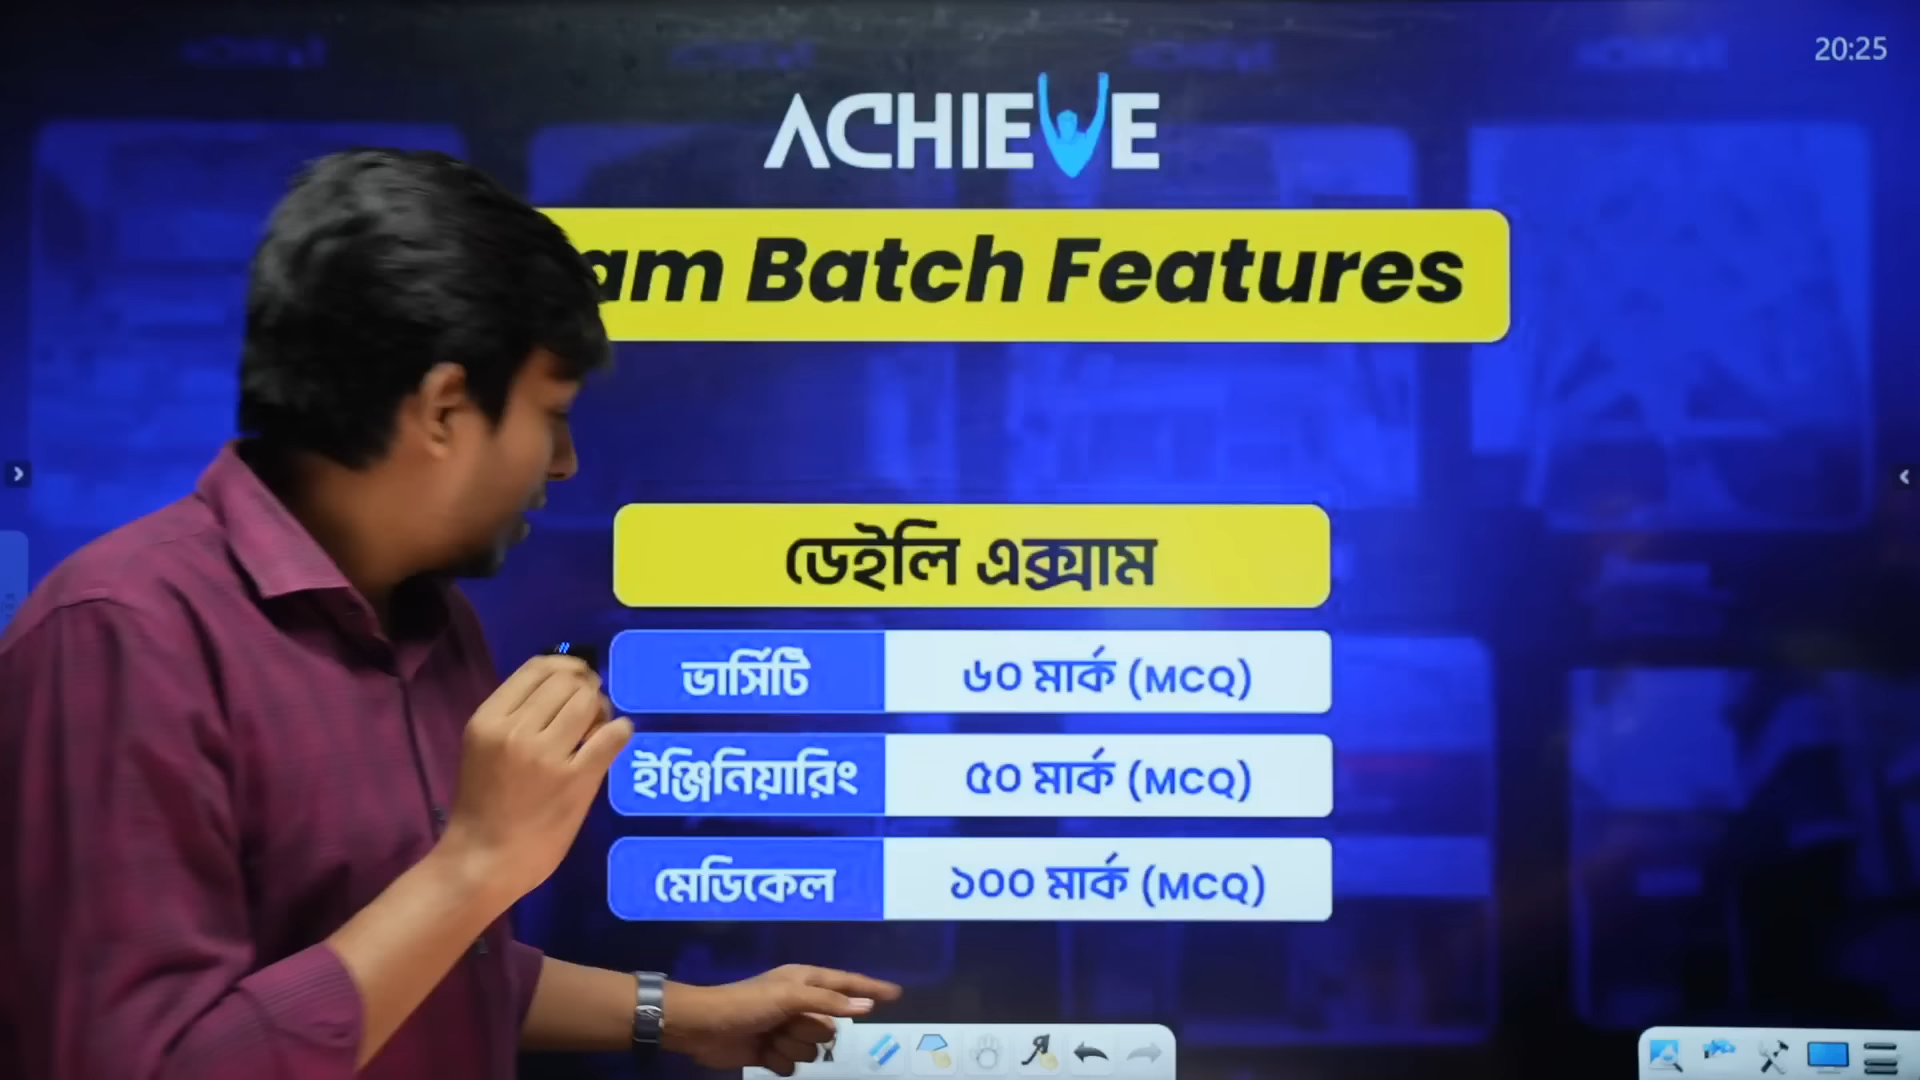 20:25
ACHIEVE
am Batch Features
ডেইলি এক্সাম
ভার্সিটি ৬০ মার্ক (MCQ)
ইঞ্জিনিয়ারিং ৫০ মার্ক (MCQ)
মেডিকেল ১০০ মার্ক (MCQ)